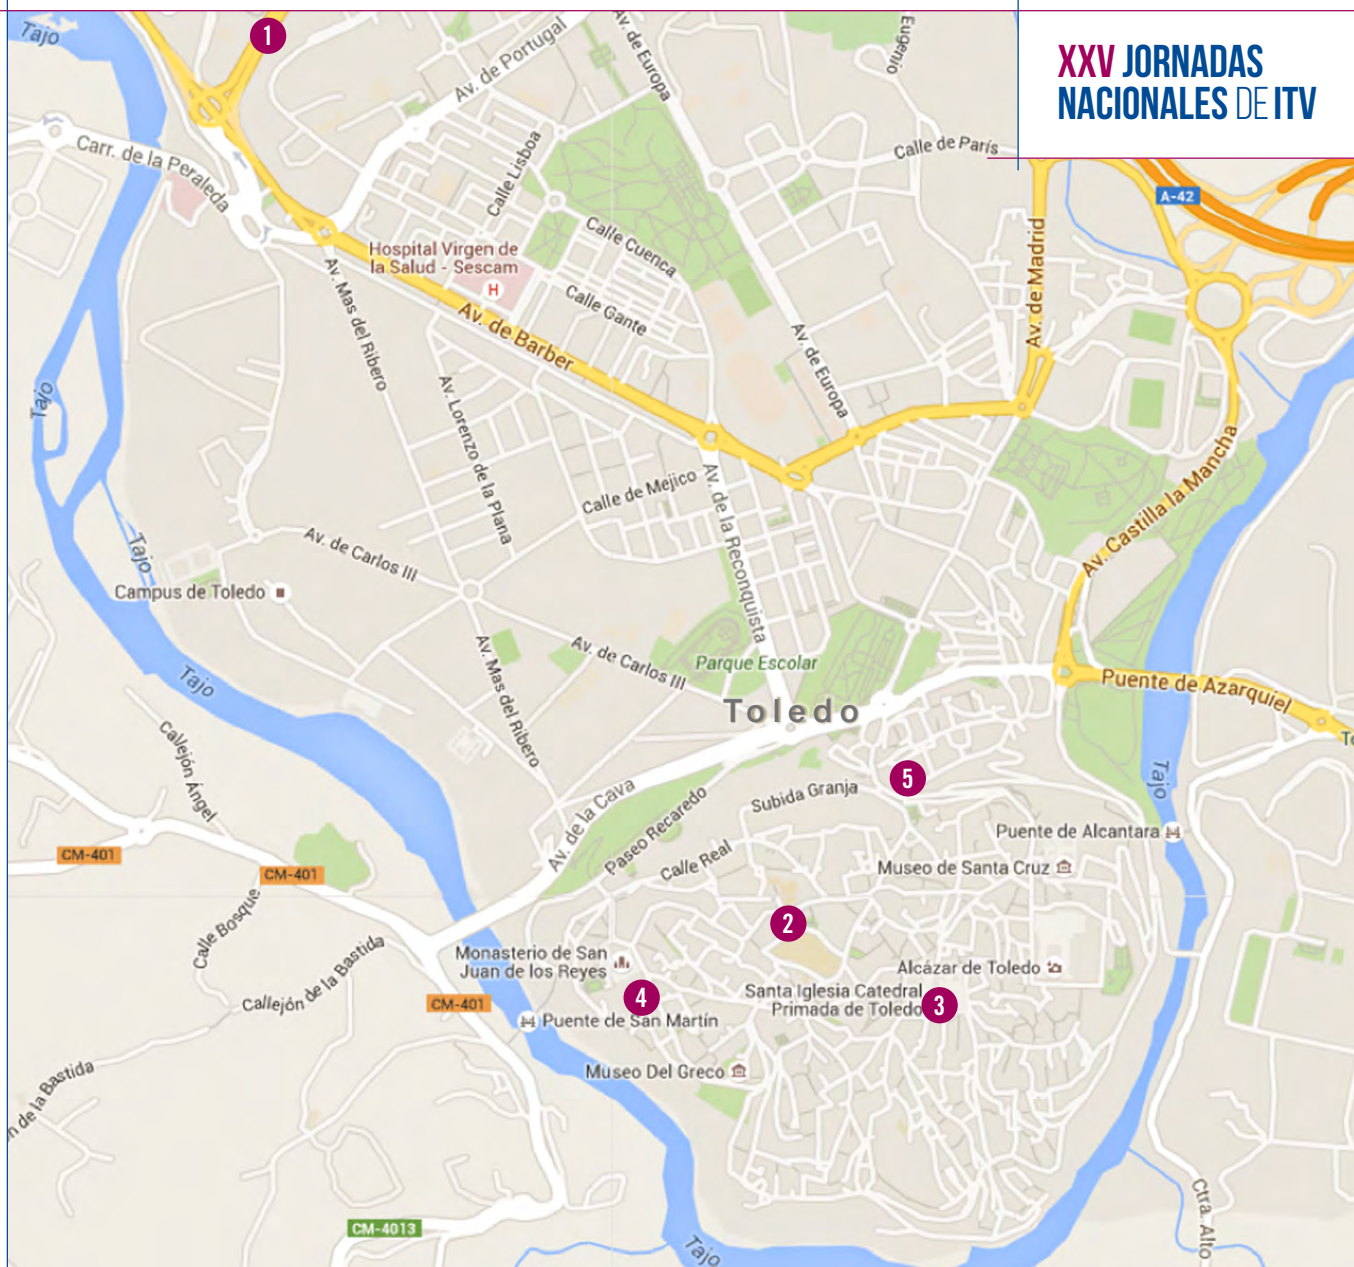 XXV JORNADAS
NACIONALES DE ITV
Tajo
1
Av. de Portugal
Av. de Europa
Eugenio
Carr. de la Peraleda
Calle Lisboa
Calle de París
A-42
Hospital Virgen de
la Salud - Sescam
H
Calle Cuenca
Calle Gante
Av. de Madrid
Av. Mas del Ribero
Av. de Barber
Av. de Europa
Tajo
Av. Lorenzo de la Plana
Calle de Mejico
Av. de la Reconquista
Av. Castilla la Mancha
Tajo
Av. de Carlos III
Campus de Toledo
Av. Mas del Ribero
Av. de Carlos III
Parque Escolar
Toledo
Puente de Azarquiel
To
Tajo
Callejón Ángel
Tajo
5
Subida Granja
Av. de la Cava
Paseo Recaredo
Calle Real
Puente de Alcantara
Museo de Santa Cruz
CM-401
CM-401
Calle Bosque
2
Callejón de la Bastida
Monasterio de San
Juan de los Reyes
Alcázar de Toledo
CM-401
4
Santa Iglesia Catedral
Primada de Toledo
3
Puente de San Martín
Museo Del Greco
n de la Bastida
CM-4013
Tajo
Ctra. Alto